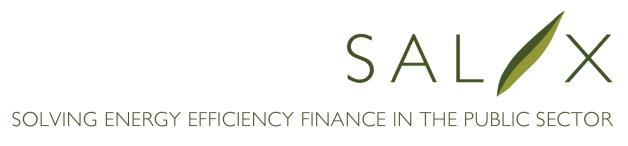 SALIX
SOLVING ENERGY EFFICIENCY FINANCE IN THE PUBLIC SECTOR